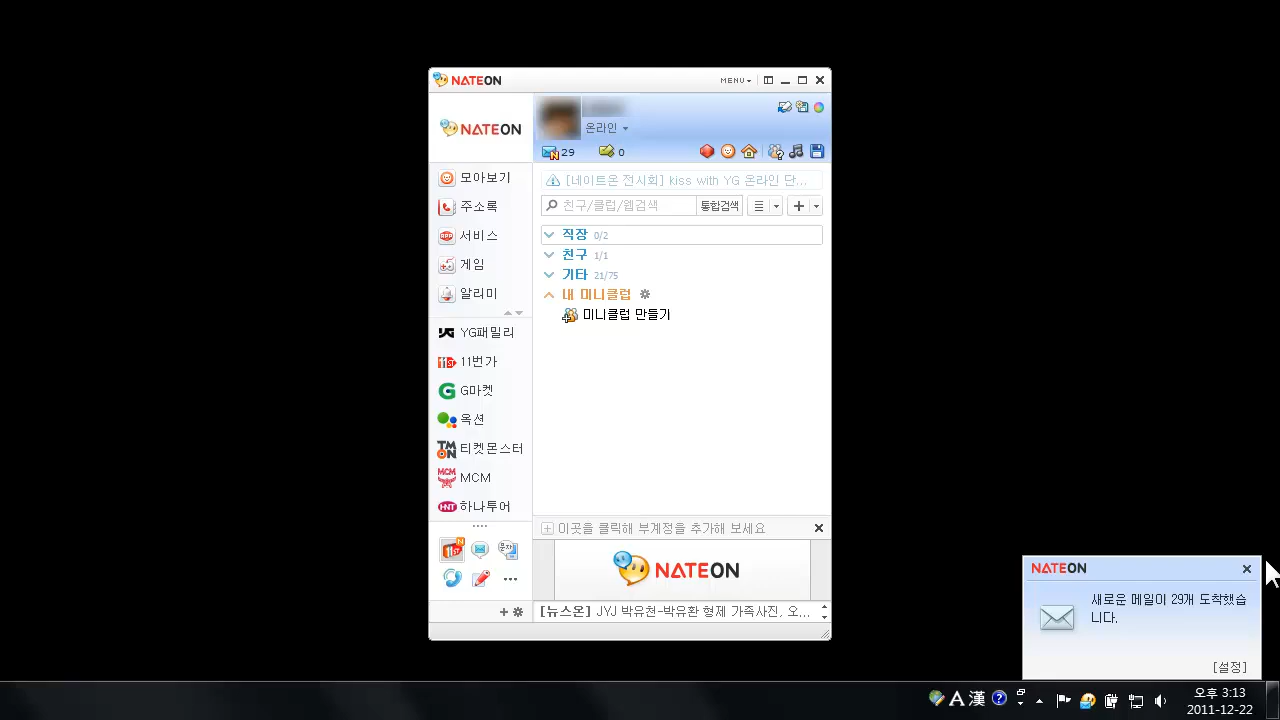 NATEON
MENU
NATEON
온라인
29
0
모아보기
주소록
서비스
게임
알리미
YG패밀리
11번가
G마켓
옥션
티켓몬스터
MCM
하나투어
[네이트온 전시회] kiss with YG 온라인 단...
친구/클럽/웹검색
통합검색
직장 0/2
친구 1/1
기타 21/75
내 미니클럽
미니클럽 만들기
이곳을 클릭해 부계정을 추가해 보세요
NATEON
[뉴스온] JYJ 박유천-박유환 형제 가족사진, 오...
NATEON
새로운 메일이 29개 도착했습
니다.
[설정]
A 漢
오후 3:13
2011-12-22